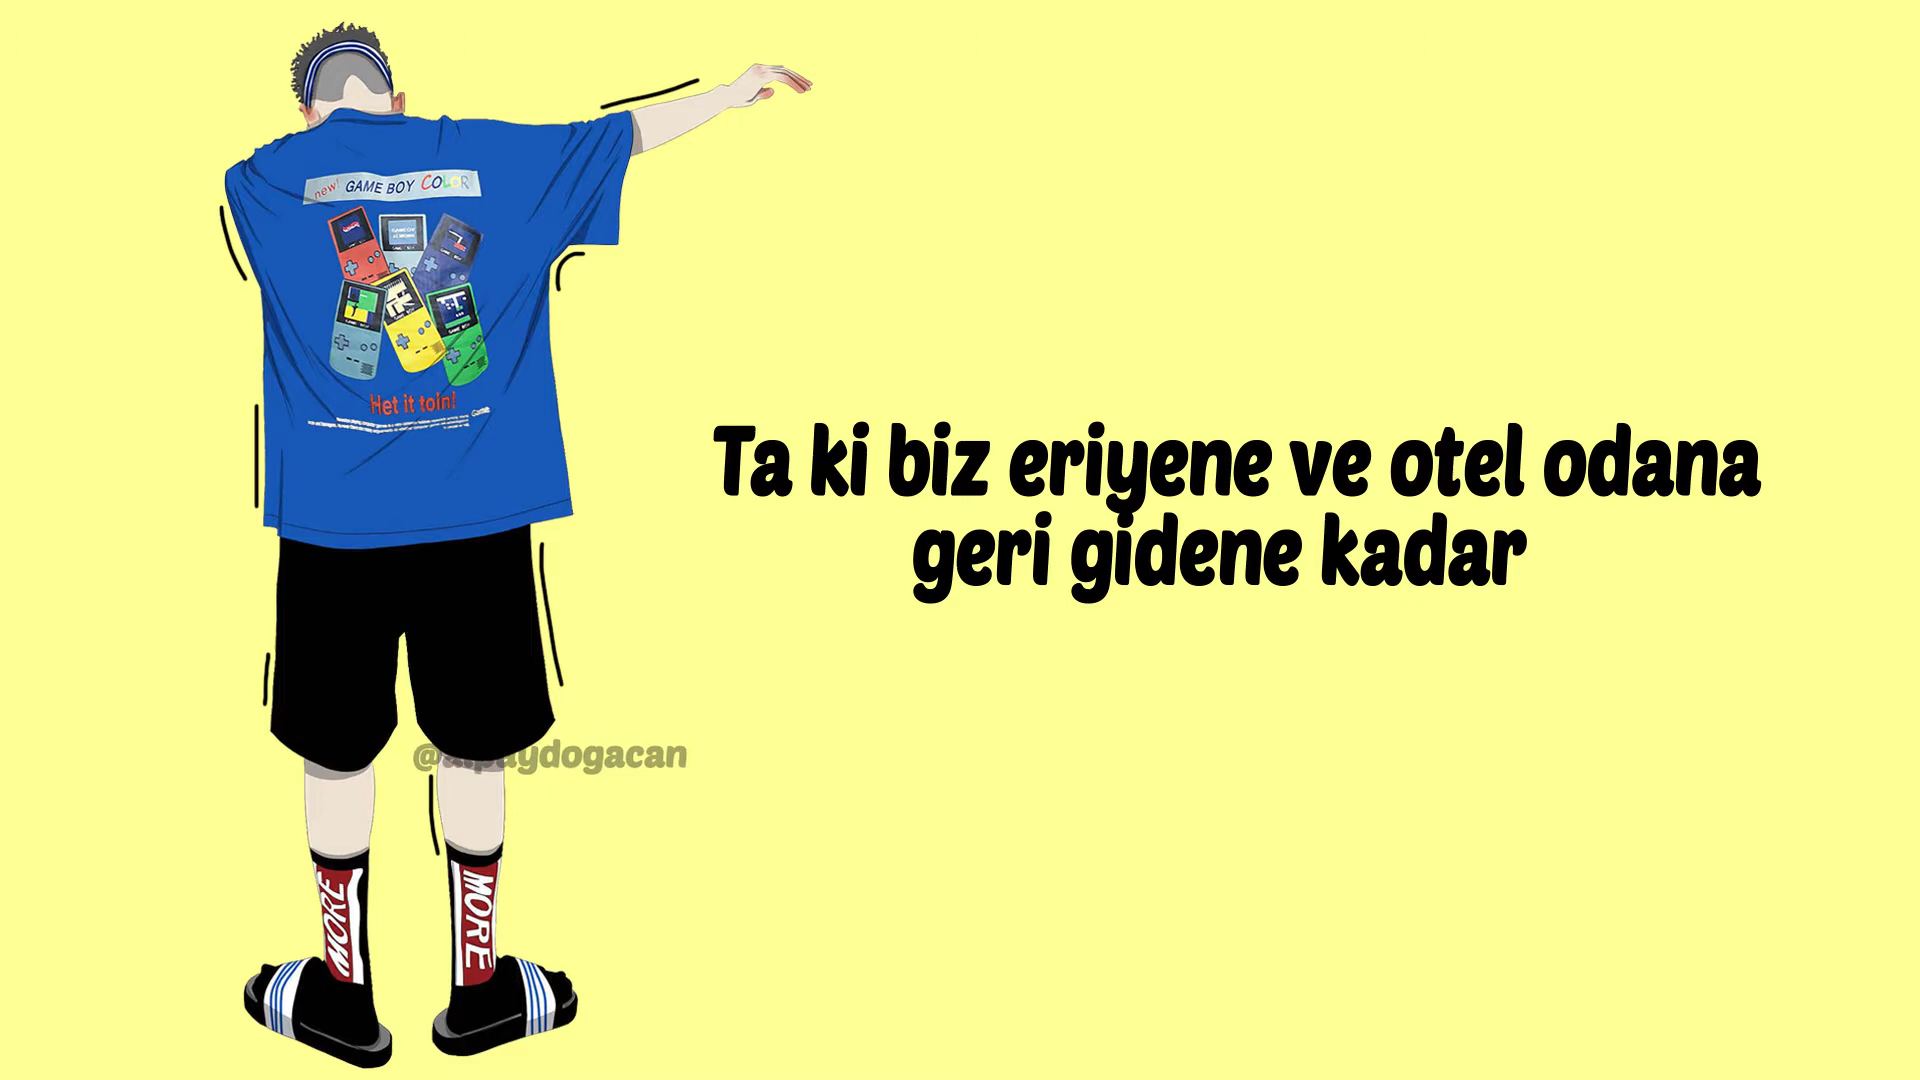 new! GAME BOY COLOR
Het it toin!
Game
Ta ki biz eriyene ve otel odana
geri gidene kadar
MORE
MORE